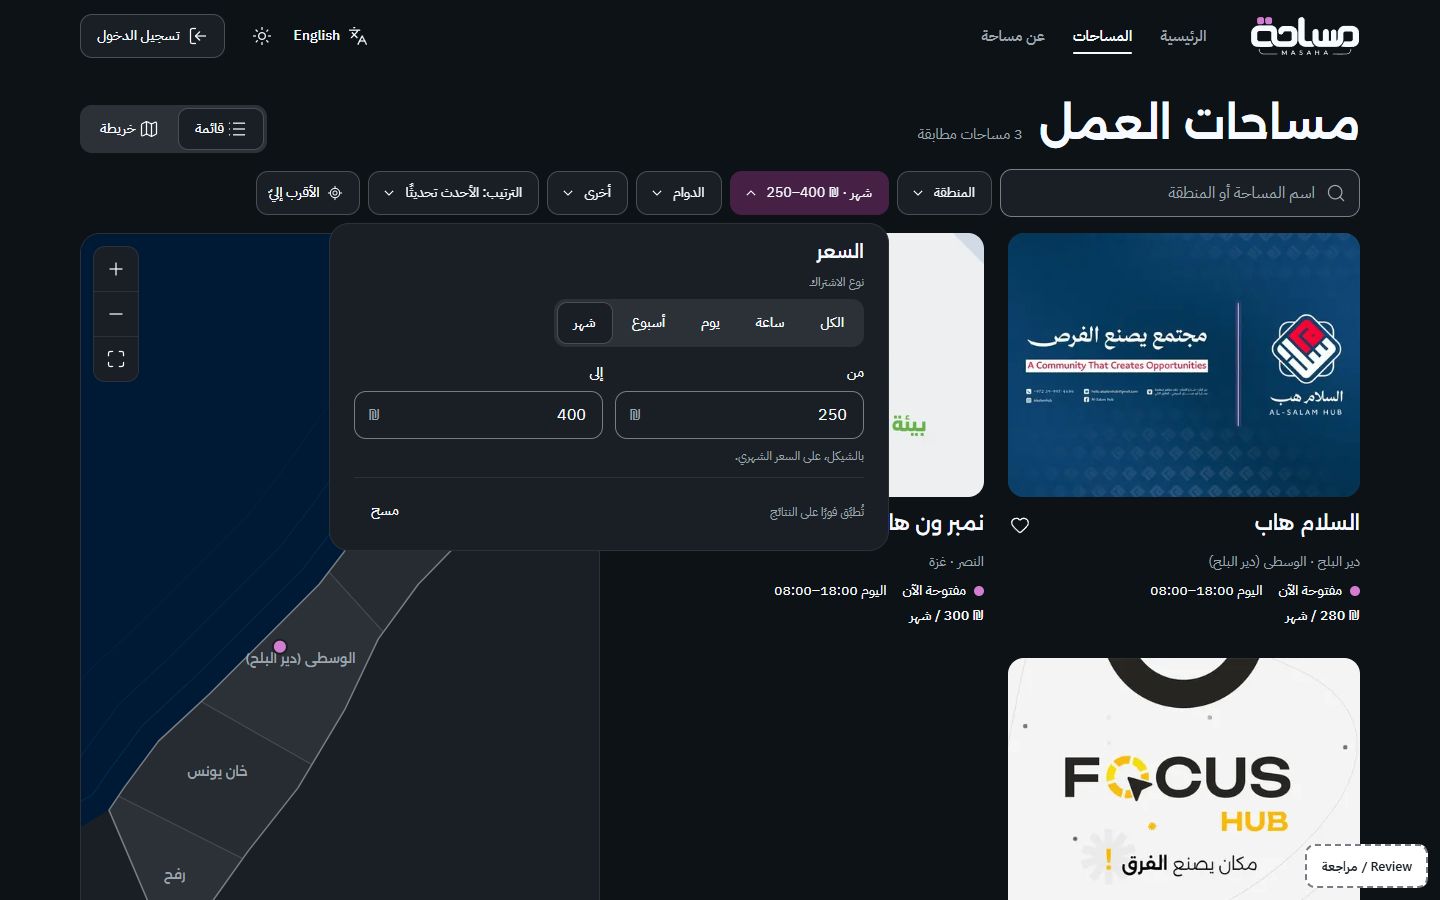 مساحة
MASAHA
الرئيسية
المساحات
عن مساحة
English
تسجيل الدخول
مساحات العمل
3 مساحات مطابقة
قائمة
خريطة
اسم المساحة أو المنطقة
المنطقة
شهر · ₪ 400–250
الدوام
أخرى
الترتيب: الأحدث تحديثًا
الأقرب إليّ
السعر
نوع الاشتراك
الكل
ساعة
يوم
أسبوع
شهر
من
إلى
250 ₪
400 ₪
بالشيكل، على السعر الشهري.
تُطبَّق فورًا على النتائج
مسح
مجتمع يصنع الفرص
A Community That Creates Opportunities
السلام هب
AL-SALAM HUB
بيئة
السلام هاب
دير البلح · الوسطى (دير البلح)
مفتوحة الآن
اليوم 18:00–08:00
₪ 280 / شهر
نمبر ون ها
النصر · غزة
مفتوحة الآن
اليوم 18:00–08:00
₪ 300 / شهر
الوسطى (دير البلح)
خان يونس
رفح
FOCUS
HUB
مكان يصنع الفرق !
Review / مراجعة